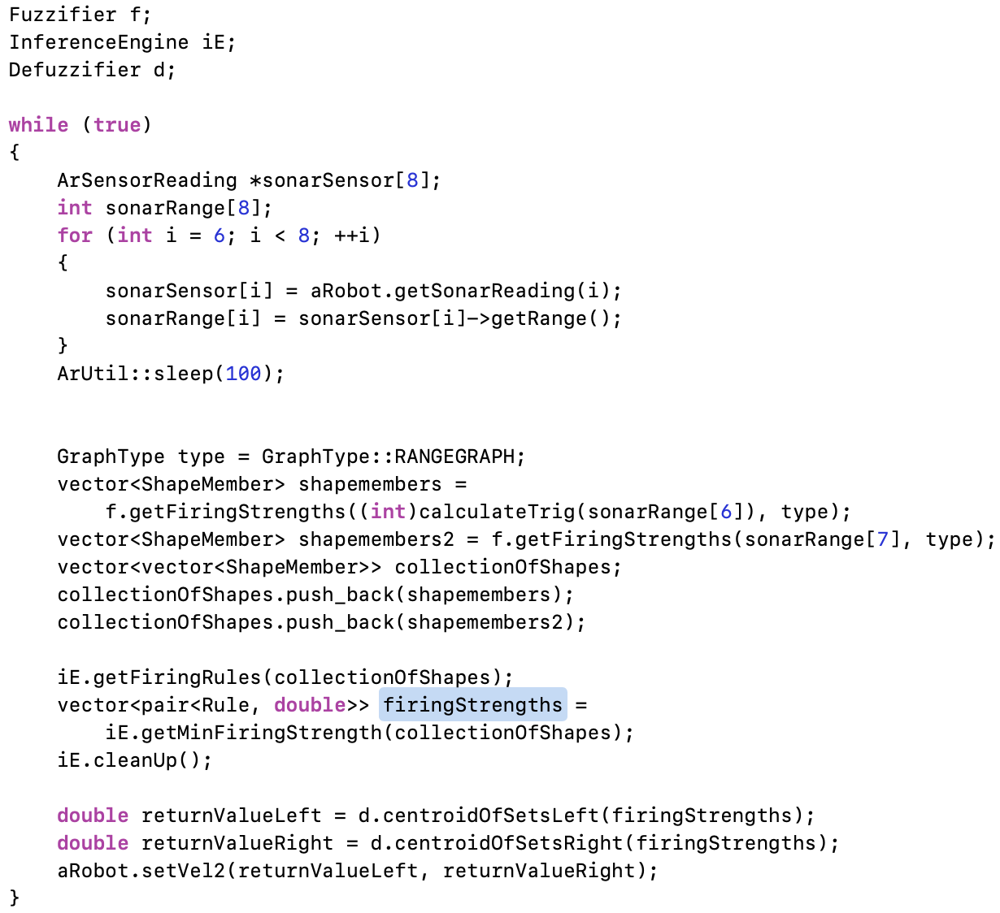 Fuzzifier f;
InferenceEngine iE;
Defuzzifier d;
while (true)
{
ArSensorReading *sonarSensor[8];
int sonarRange[8];
for (int i = 6; i < 8; ++i)
{
sonarSensor[i] = aRobot.getSonarReading(i);
sonarRange[i] = sonarSensor[i]->getRange();
}
ArUtil::sleep(100);
GraphType type = GraphType::RANGEGRAPH;
vector<ShapeMember> shapemembers =
f.getFiringStrengths((int)calculateTrig(sonarRange[6]), type);
vector<ShapeMember> shapemembers2 = f.getFiringStrengths(sonarRange[7], type);
vector<vector<ShapeMember>> collectionOfShapes;
collectionOfShapes.push_back(shapemembers);
collectionOfShapes.push_back(shapemembers2);
iE.getFiringRules(collectionOfShapes);
vector<pair<Rule, double>> firingStrengths =
iE.getMinFiringStrength(collectionOfShapes);
iE.cleanUp();
double returnValueLeft = d.centroidOfSetsLeft(firingStrengths);
double returnValueRight = d.centroidOfSetsRight(firingStrengths);
aRobot.setVel2(returnValueLeft, returnValueRight);
}